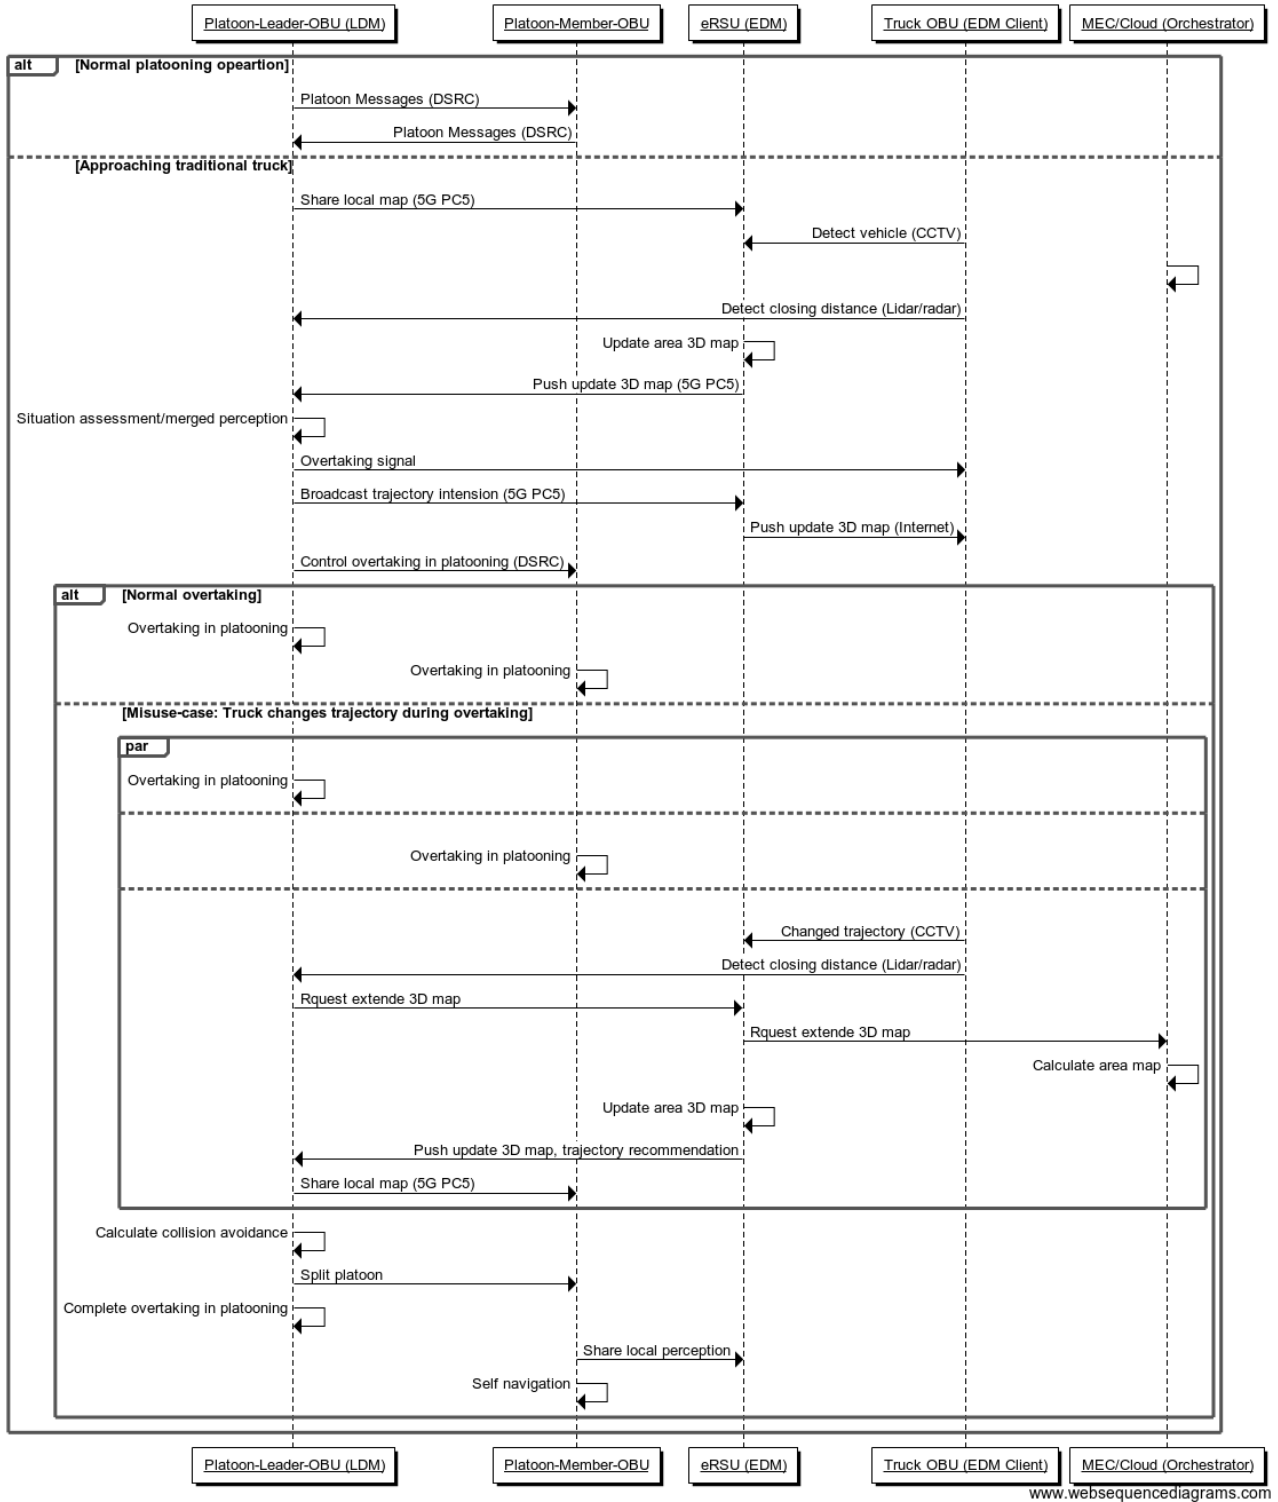 Platoon-Leader-OBU (LDM)
Platoon-Member-OBU
eRSU (EDM)
Truck OBU (EDM Client)
MEC/Cloud (Orchestrator)
alt
[Normal platooning opeartion]
Platoon Messages (DSRC)
Platoon Messages (DSRC)
[Approaching traditional truck]
Share local map (5G PC5)
Detect vehicle (CCTV)
Detect closing distance (Lidar/radar)
Update area 3D map
Push update 3D map (5G PC5)
Situation assessment/merged perception
Overtaking signal
Broadcast trajectory intension (5G PC5)
Push update 3D map (Internet)
Control overtaking in platooning (DSRC)
alt
[Normal overtaking]
Overtaking in platooning
Overtaking in platooning
[Misuse-case: Truck changes trajectory during overtaking]
par
Overtaking in platooning
Overtaking in platooning
Changed trajectory (CCTV)
Detect closing distance (Lidar/radar)
Rquest extende 3D map
Rquest extende 3D map
Calculate area map
Update area 3D map
Push update 3D map, trajectory recommendation
Share local map (5G PC5)
Calculate collision avoidance
Split platoon
Complete overtaking in platooning
Share local perception
Self navigation
Platoon-Leader-OBU (LDM)
Platoon-Member-OBU
eRSU (EDM)
Truck OBU (EDM Client)
MEC/Cloud (Orchestrator)
www.websequencediagrams.com